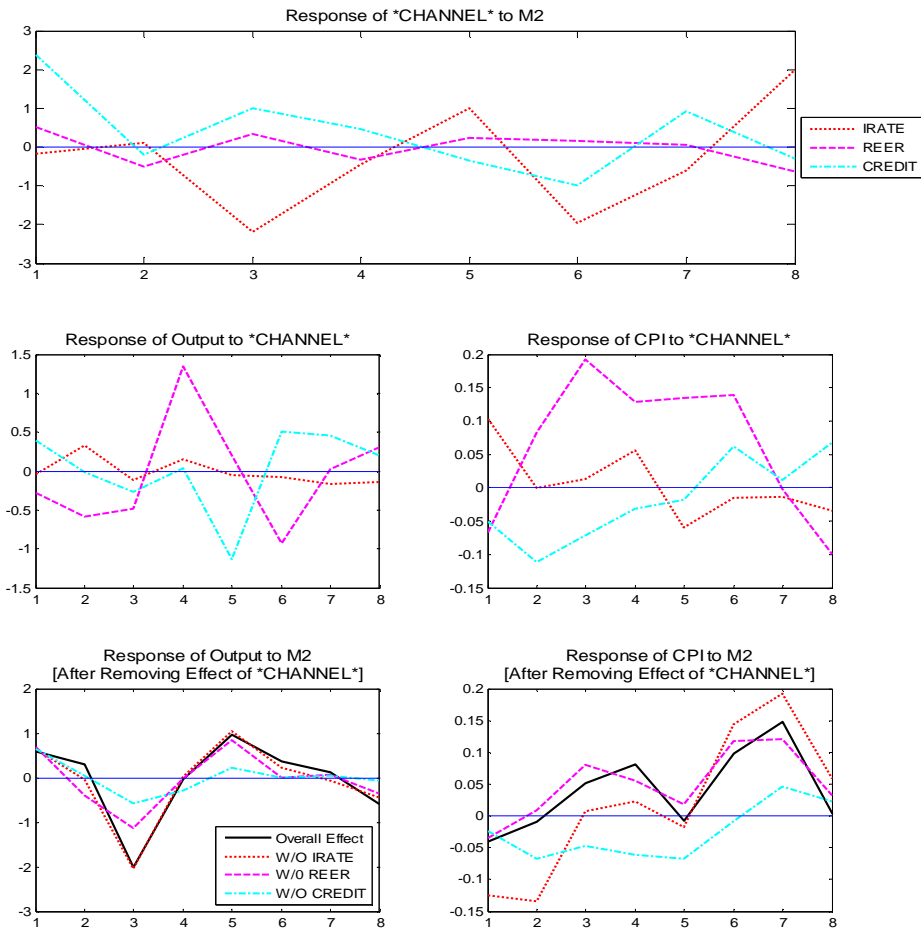 Response of *CHANNEL* to M2
3
2
1
0
-1
-2
-3
1 2 3 4 5 6 7 8
IRATE
REER
CREDIT
Response of Output to *CHANNEL*
1.5
1
0.5
0
-0.5
-1
-1.5
1 2 3 4 5 6 7 8
Response of CPI to *CHANNEL*
0.2
0.15
0.1
0.05
0
-0.05
-0.1
-0.15
1 2 3 4 5 6 7 8
Response of Output to M2
[After Removing Effect of *CHANNEL*]
2
1
0
-1
-2
-3
1 2 3 4 5 6 7 8
Overall Effect
W/O IRATE
W/0 REER
W/O CREDIT
Response of CPI to M2
[After Removing Effect of *CHANNEL*]
0.2
0.15
0.1
0.05
0
-0.05
-0.1
-0.15
1 2 3 4 5 6 7 8